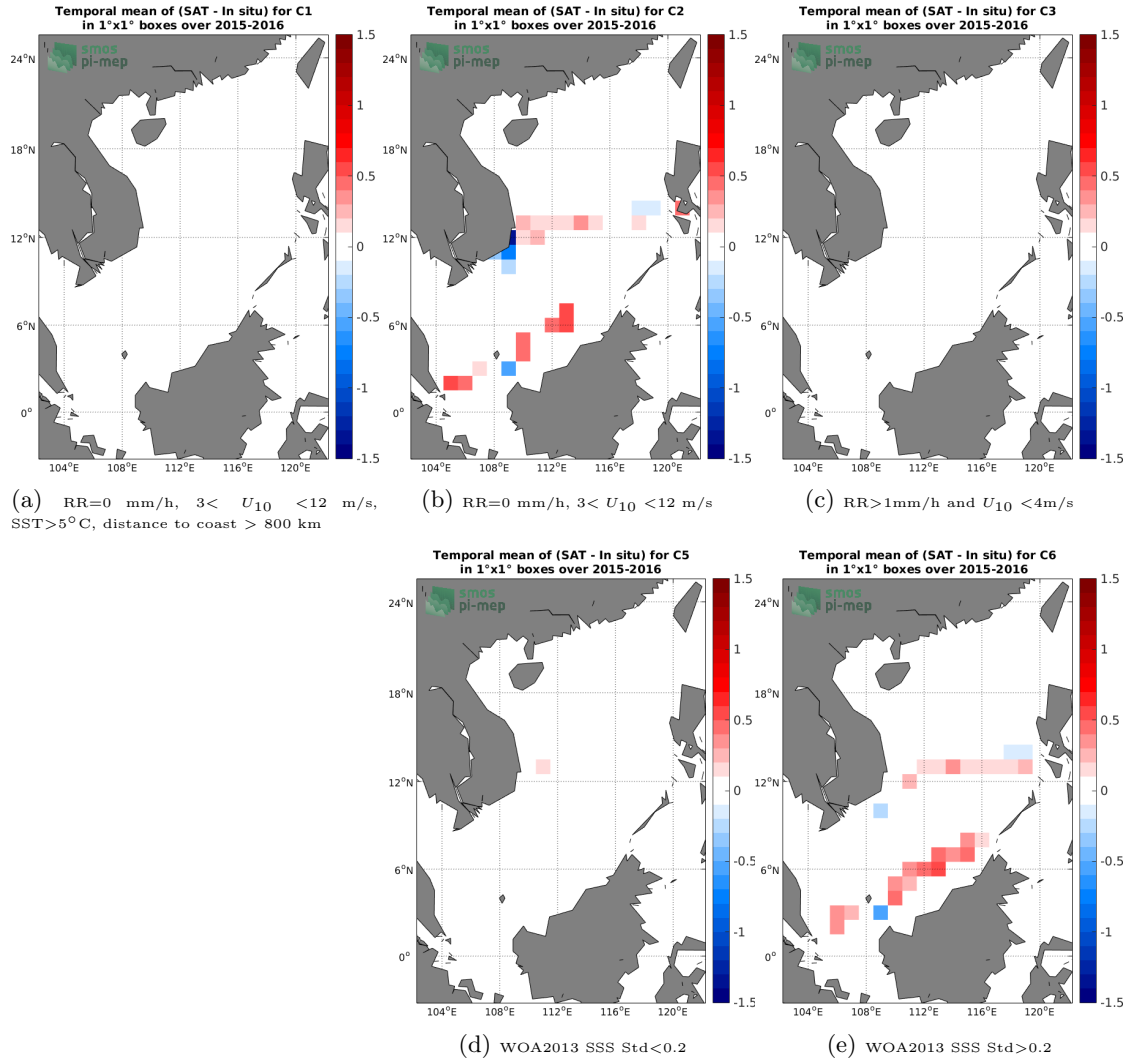 Temporal mean of (SAT - In situ) for C1
in 1°x1° boxes over 2015-2016
smos
pi-mep
24°N
18°N
12°N
6°N
0°
104°E
108°E
112°E
116°E
120°E
1.5
1
0.5
0
-0.5
-1
-1.5
(a) RR=0 mm/h, 3< U10 <12 m/s,
SST>5°C, distance to coast > 800 km
Temporal mean of (SAT - In situ) for C2
in 1°x1° boxes over 2015-2016
smos
pi-mep
24°N
18°N
12°N
6°N
0°
104°E
108°E
112°E
116°E
120°E
1.5
1
0.5
0
-0.5
-1
-1.5
(b) RR=0 mm/h, 3< U10 <12 m/s
Temporal mean of (SAT - In situ) for C3
in 1°x1° boxes over 2015-2016
smos
pi-mep
24°N
18°N
12°N
6°N
0°
104°E
108°E
112°E
116°E
120°E
1.5
1
0.5
0
-0.5
-1
-1.5
(c) RR>1mm/h and U10 <4m/s
Temporal mean of (SAT - In situ) for C5
in 1°x1° boxes over 2015-2016
smos
pi-mep
24°N
18°N
12°N
6°N
0°
104°E
108°E
112°E
116°E
120°E
1.5
1
0.5
0
-0.5
-1
-1.5
(d) WOA2013 SSS Std<0.2
Temporal mean of (SAT - In situ) for C6
in 1°x1° boxes over 2015-2016
smos
pi-mep
24°N
18°N
12°N
6°N
0°
104°E
108°E
112°E
116°E
120°E
1.5
1
0.5
0
-0.5
-1
-1.5
(e) WOA2013 SSS Std>0.2